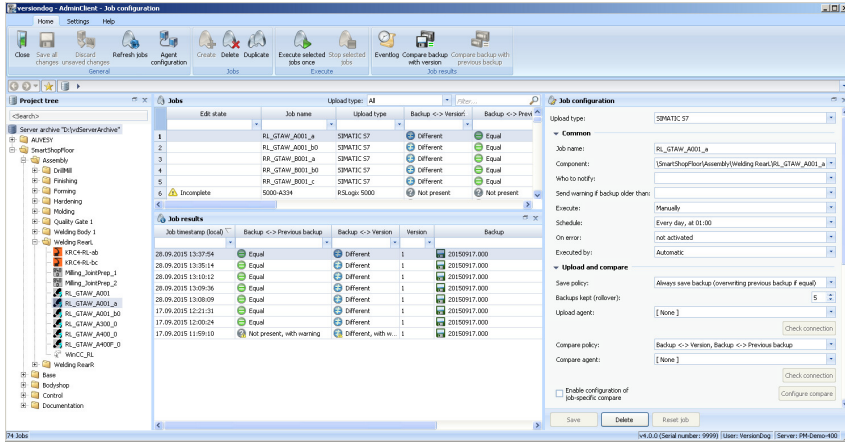 versiondog - AdminClient - Job configuration
Home Settings Help
Close Save all changes Discard unsaved changes Refresh jobs Agent configuration Create Delete Duplicate Execute selected jobs once Stop selected jobs Eventlog Compare backup with version Compare backup with previous backup
General Jobs Execute Job results
Project tree
<Search>
Server archive "D:\vdServerArchive"
AUVESY
SmartShopFloor
Assembly
DrillMill
Finishing
Forming
Hardening
Molding
Quality Gate 1
Welding Body 1
Welding RearL
KRC4-RL-ab
KRC4-RL-bc
Milling_JointPrep_1
Milling_JointPrep_2
RL_GTAW_A001
RL_GTAW_A001_a
RL_GTAW_A001_b0
RL_GTAW_A300_0
RL_GTAW_A400_0
RL_GTAW_A400F_0
WinCC_RL
Welding RearR
Base
Bodyshop
Control
Documentation
Jobs Upload type: All Filter...
Edit state Job name Upload type Backup <-> Version Backup <-> Previ
1 RL_GTAW_A001_a SIMATIC S7 Different Equal
2 RL_GTAW_A001_b0 SIMATIC S7 Different Equal
3 RR_GTAW_B001_a SIMATIC S7 Different Equal
4 RR_GTAW_B001_b0 SIMATIC S7 Different Equal
5 RR_GTAW_B001_c SIMATIC S7 Different Equal
6 Incomplete 5000-A334 RSLogix 5000 Not present Not present
Job results
Job timestamp (local) Backup <-> Previous backup Backup <-> Version Version Backup
28.09.2015 13:37:54 Equal Different 1 20150917.000
28.09.2015 13:35:14 Equal Different 1 20150917.000
28.09.2015 13:10:12 Equal Different 1 20150917.000
28.09.2015 13:09:36 Equal Different 1 20150917.000
28.09.2015 13:08:09 Equal Different 1 20150917.000
17.09.2015 12:21:31 Equal Different 1 20150917.000
17.09.2015 12:00:24 Equal Different 1 20150917.000
17.09.2015 11:59:10 Not present, with warning Different, with w... 1 20150917.000
Job configuration
Upload type: SIMATIC S7
Common
Job name: RL_GTAW_A001_a
Component: \SmartShopFloor\Assembly\Welding RearL\RL_GTAW_A001_a
Who to notify:
Send warning if backup older than:
Execute: Manually
Schedule: Every day, at 01:00
On error: not activated
Executed by: Automatic
Upload and compare
Save policy: Always save backup (overwriting previous backup if equal)
Backups kept (rollover): 5
Upload agent: [ None ]
Check connection
Compare policy: Backup <-> Version, Backup <-> Previous backup
Compare agent: [ None ]
Check connection
Enable configuration of job-specific compare Configure compare
Save Delete Reset job
74 Jobs v4.0.0 (Serial number: 9999) User: VersionDog Server: PM-Demo-400